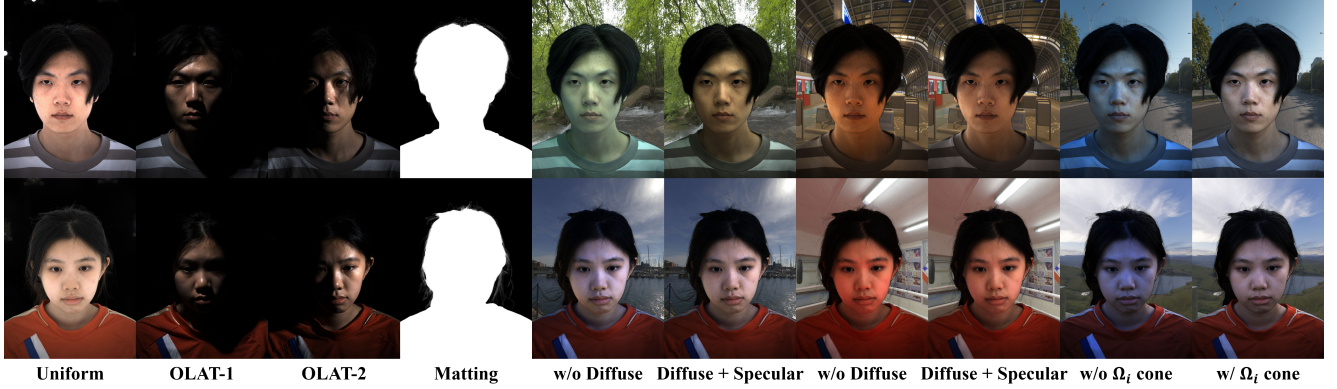 Uniform OLAT-1 OLAT-2 Matting w/o Diffuse Diffuse + Specular w/o Diffuse Diffuse + Specular w/o Ωᵢ cone w/ Ωᵢ cone